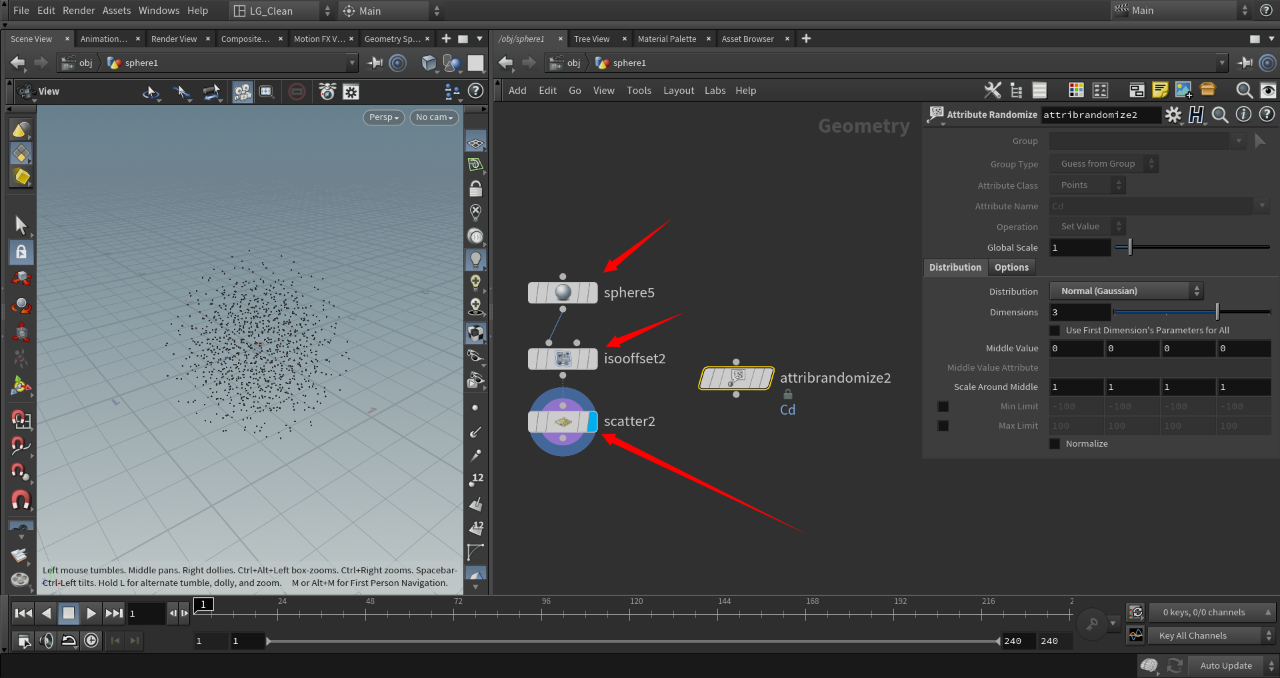 File Edit Render Assets Windows Help LG_Clean Main Main
Scene View Animation... Render View Composite... Motion FX V... Geometry Sp...
/obj/sphere1 Tree View Material Palette Asset Browser
obj sphere1
obj sphere1
View
Add Edit Go View Tools Layout Labs Help
Persp No cam
Geometry
Attribute Randomize attribrandomize2
Group
Group Type Guess from Group
Attribute Class Points
Attribute Name Cd
Operation Set Value
Global Scale 1
Distribution Options
Distribution Normal (Gaussian)
Dimensions 3
Use First Dimension's Parameters for All
Middle Value 0 0 0 0
Middle Value Attribute
Scale Around Middle 1 1 1 1
Min Limit -100 -100 -100 -100
Max Limit 100 100 100 100
Normalize
sphere5
isooffset2
attribrandomize2
Cd
scatter2
12
12
Left mouse tumbles. Middle pans. Right dollies. Ctrl+Alt+Left box-zooms. Ctrl+Right zooms. Spacebar-
Ctrl-Left tilts. Hold L for alternate tumble, dolly, and zoom. M or Alt+M for First Person Navigation.
1 1 24 48 72 96 120 144 168 192 216 2
0 keys, 0/0 channels
1 1 240 240
Key All Channels
Auto Update